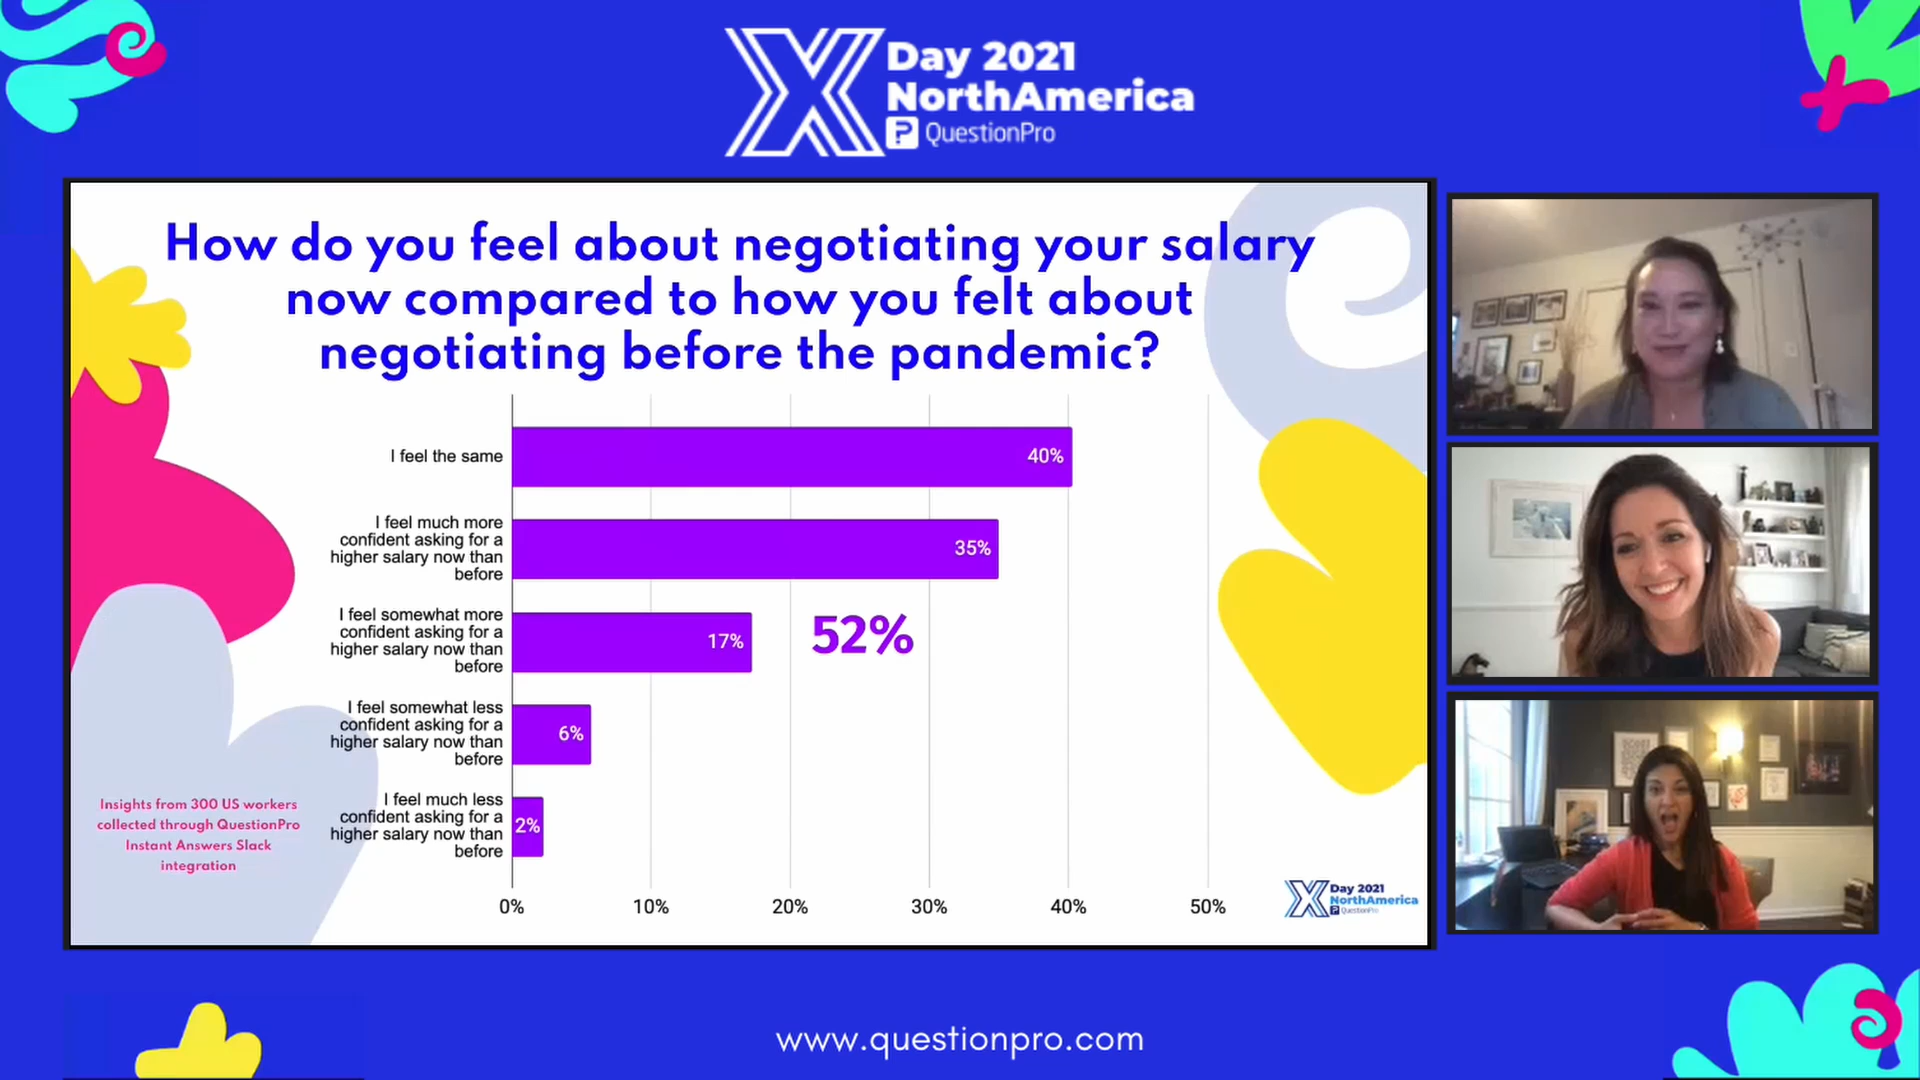 Day 2021
NorthAmerica
QuestionPro
How do you feel about negotiating your salary
now compared to how you felt about
negotiating before the pandemic?
I feel the same
40%
I feel much more
confident asking for a
higher salary now than
before
35%
I feel somewhat more
confident asking for a
higher salary now than
before
17%
52%
I feel somewhat less
confident asking for a
higher salary now than
before
6%
I feel much less
confident asking for a
higher salary now than
before
2%
0%
10%
20%
30%
40%
50%
Insights from 300 US workers
collected through QuestionPro
Instant Answers Slack
integration
Day 2021
NorthAmerica
QuestionPro
www.questionpro.com